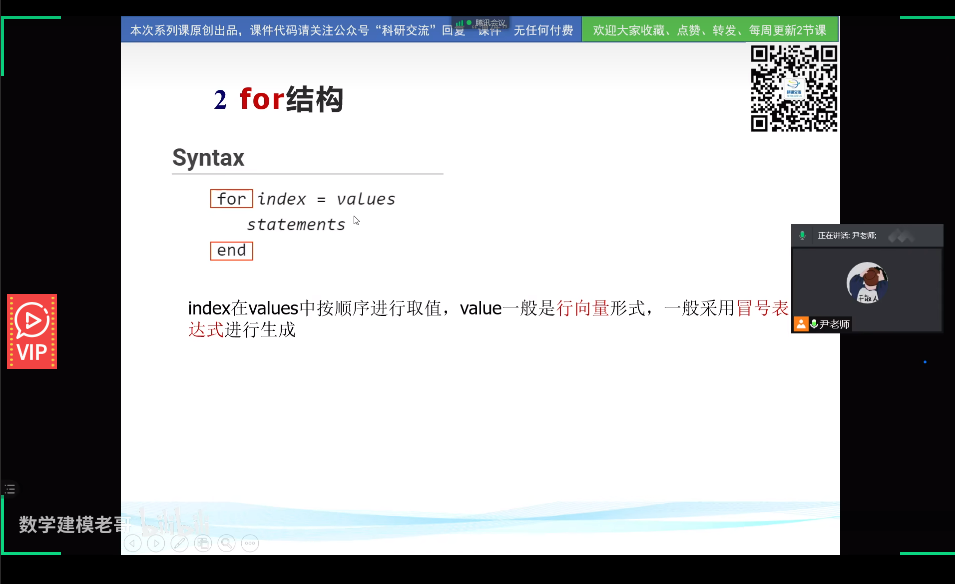 本次系列课原创出品，课件代码请关注公众号“科研交流”回复“课件” 无任何付费
欢迎大家收藏、点赞、转发、每周更新2节课
腾讯会议
2 for结构
Syntax
for index = values
statements
end
正在讲话: 尹老师;
尹老师
index在values中按顺序进行取值，value一般是行向量形式，一般采用冒号表
达式进行生成
VIP
数学建模老哥